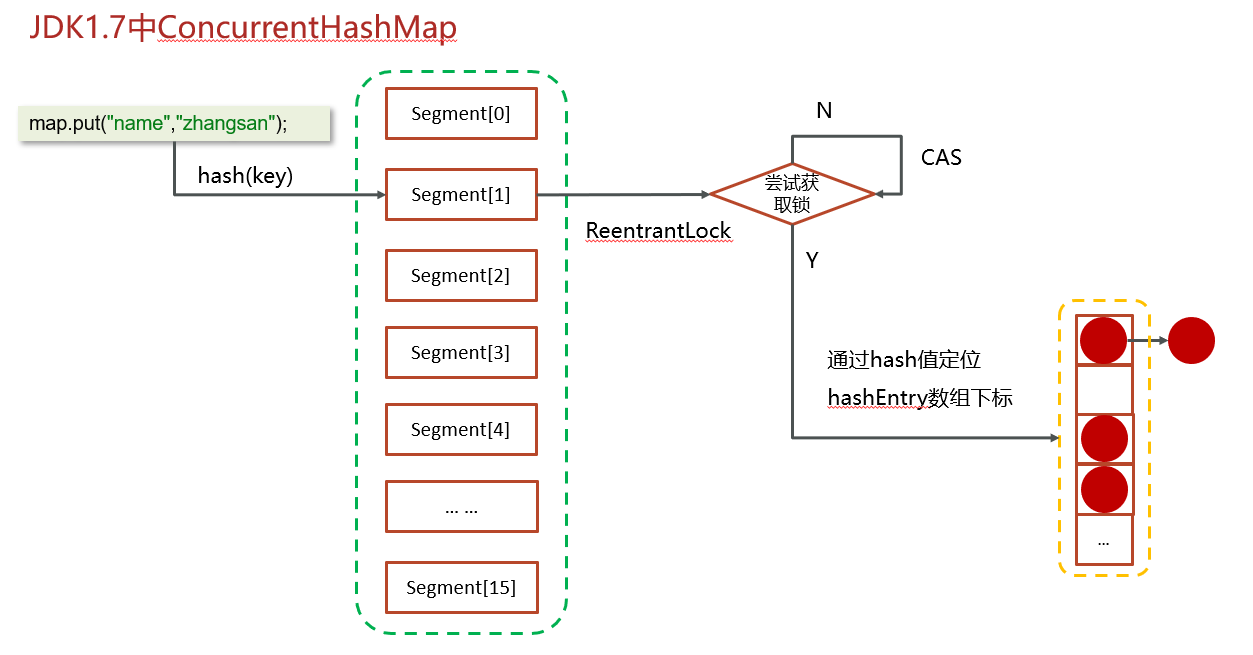 JDK1.7中ConcurrentHashMap
map.put("name","zhangsan");
hash(key)
Segment[0]
Segment[1]
Segment[2]
Segment[3]
Segment[4]
... ...
Segment[15]
ReentrantLock
尝试获
取锁
N
CAS
Y
通过hash值定位
hashEntry数组下标
...